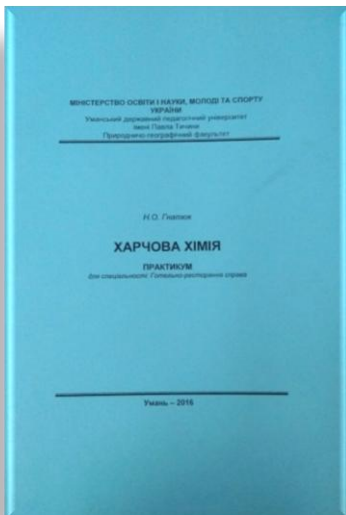 МІНІСТЕРСТВО ОСВІТИ І НАУКИ, МОЛОДІ ТА СПОРТУ
УКРАЇНИ
Уманський державний педагогічний університет
імені Павла Тичини
Природничо-географічний факультет
Н.О. Гнатюк
ХАРЧОВА ХІМІЯ
ПРАКТИКУМ
для спеціальності: Готельно-ресторанна справа
Умань – 2016